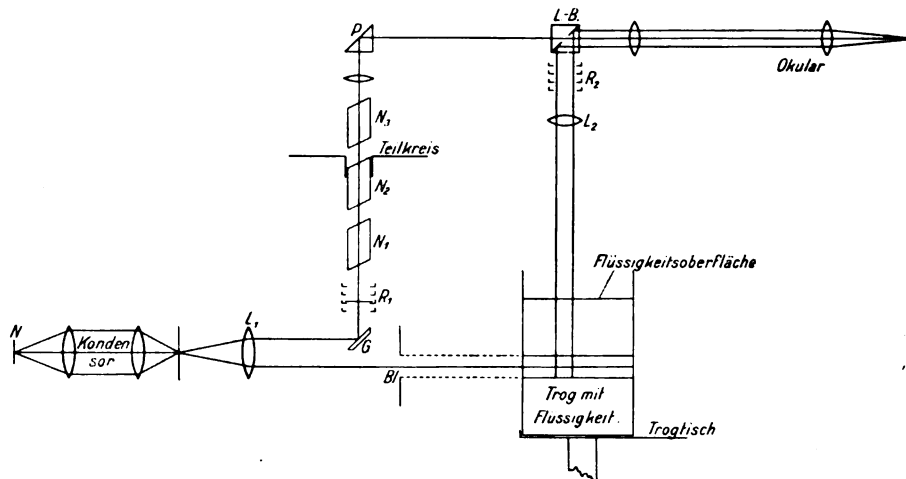 P
L-B.
Okular
R₂
N₃
L₂
Teilkreis
N₂
N₁
Flüssigkeitsoberfläche
R₁
N
Konden
sor
L₁
G
Bl
Trog mit
Flüssigkeit.
Trogtisch